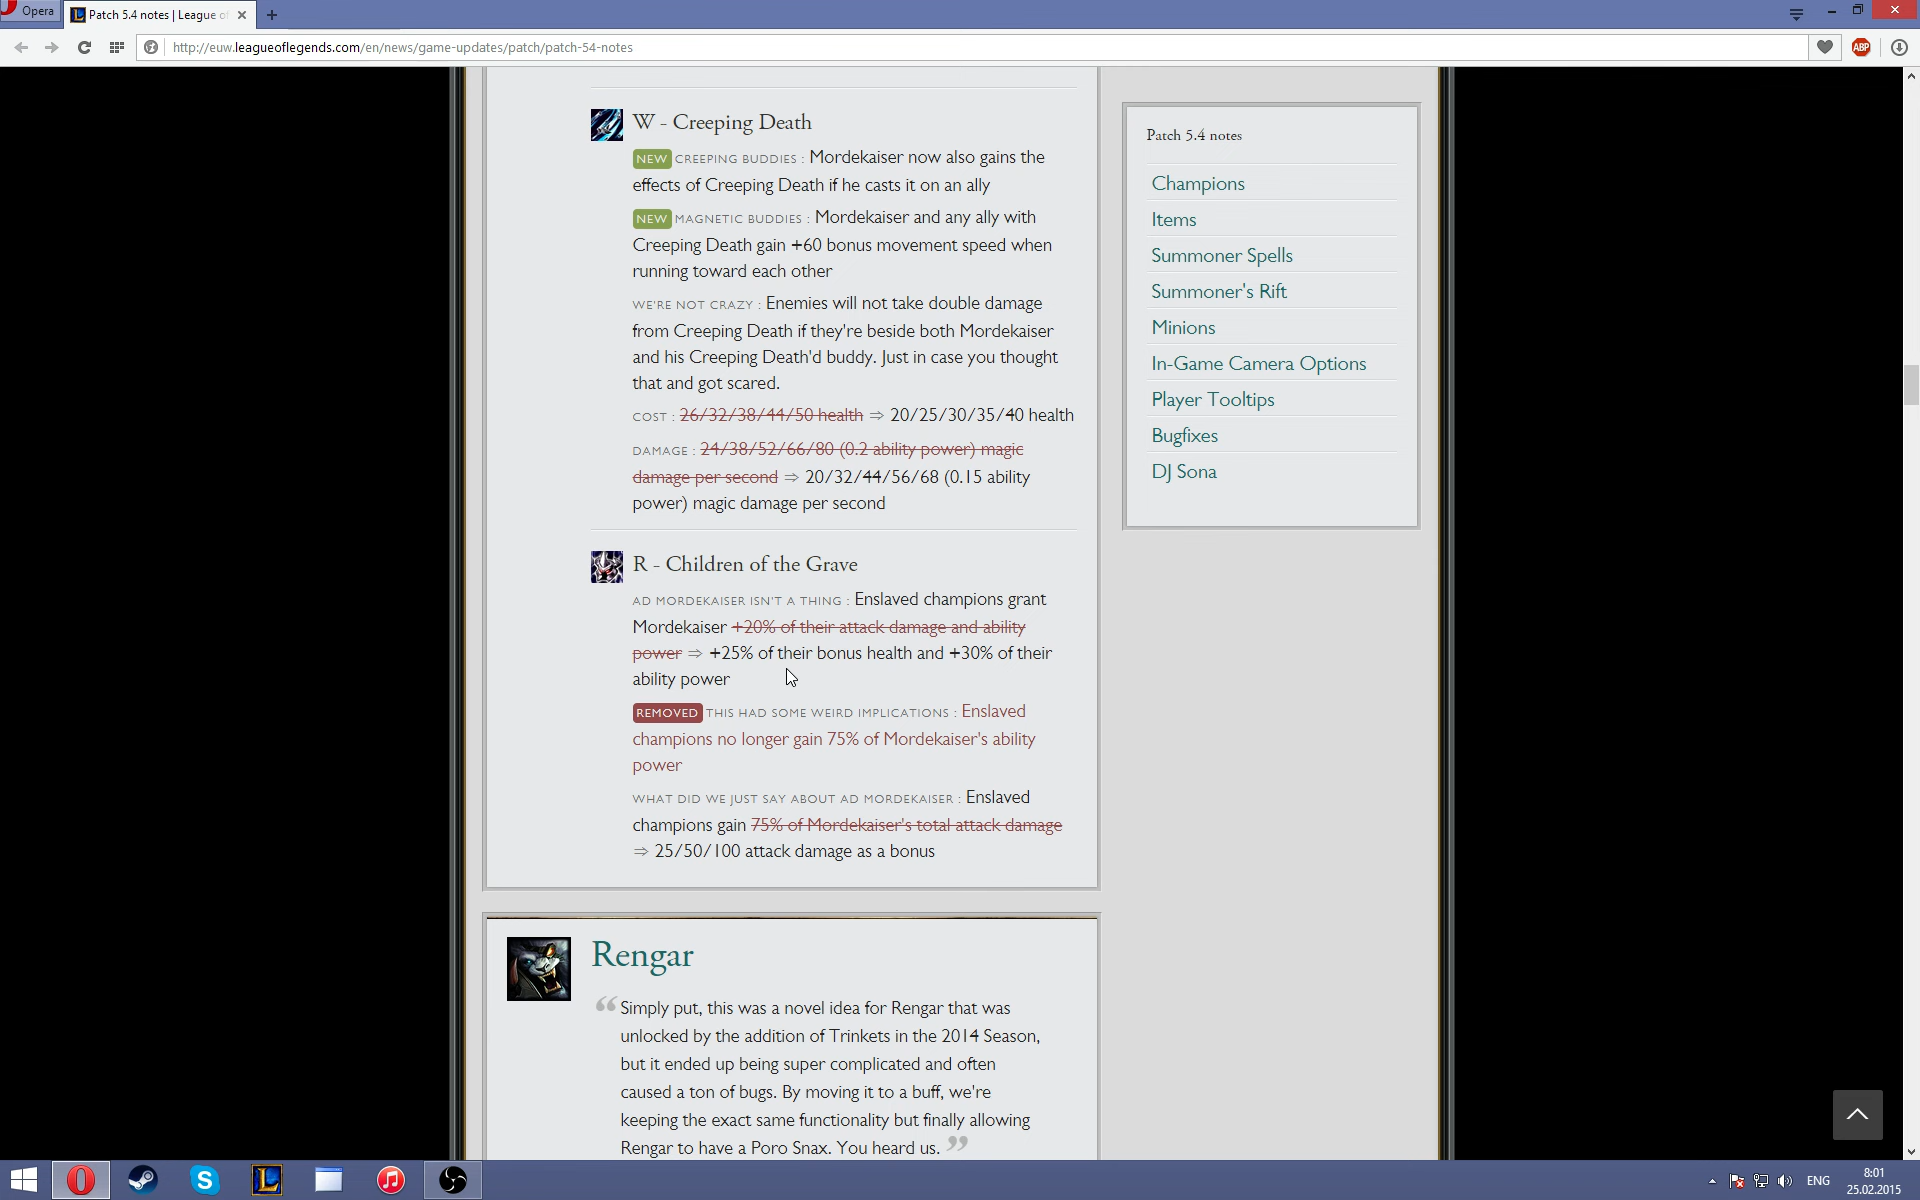 Opera
Patch 5.4 notes | League of
http://euw.leagueoflegends.com/en/news/game-updates/patch/patch-54-notes
ABP
W - Creeping Death
NEW CREEPING BUDDIES : Mordekaiser now also gains the
effects of Creeping Death if he casts it on an ally
NEW MAGNETIC BUDDIES : Mordekaiser and any ally with
Creeping Death gain +60 bonus movement speed when
running toward each other
WE'RE NOT CRAZY : Enemies will not take double damage
from Creeping Death if they're beside both Mordekaiser
and his Creeping Death'd buddy. Just in case you thought
that and got scared.
COST : 26/32/38/44/50 health ⇒ 20/25/30/35/40 health
DAMAGE : 24/38/52/66/80 (0.2 ability power) magic
damage per second ⇒ 20/32/44/56/68 (0.15 ability
power) magic damage per second
R - Children of the Grave
AD MORDEKAISER ISN'T A THING : Enslaved champions grant
Mordekaiser +20% of their attack damage and ability
power ⇒ +25% of their bonus health and +30% of their
ability power
REMOVED THIS HAD SOME WEIRD IMPLICATIONS : Enslaved
champions no longer gain 75% of Mordekaiser's ability
power
WHAT DID WE JUST SAY ABOUT AD MORDEKAISER : Enslaved
champions gain 75% of Mordekaiser's total attack damage
⇒ 25/50/100 attack damage as a bonus
Rengar
“ Simply put, this was a novel idea for Rengar that was
unlocked by the addition of Trinkets in the 2014 Season,
but it ended up being super complicated and often
caused a ton of bugs. By moving it to a buff, we're
keeping the exact same functionality but finally allowing
Rengar to have a Poro Snax. You heard us. ”
Patch 5.4 notes
Champions
Items
Summoner Spells
Summoner's Rift
Minions
In-Game Camera Options
Player Tooltips
Bugfixes
DJ Sona
ENG
8:01
25.02.2015